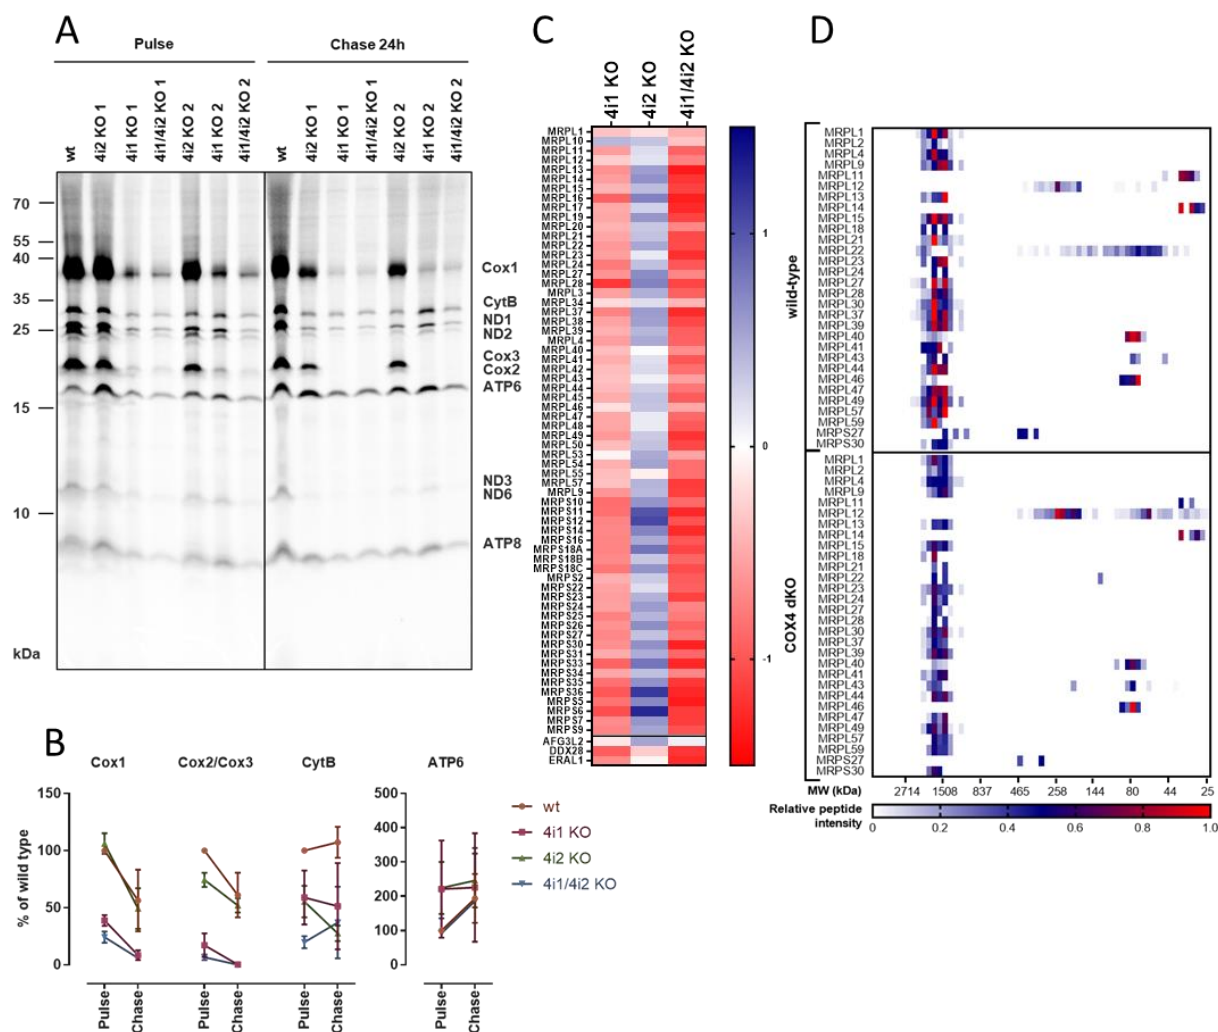 A
Pulse
Chase 24h
wt
4i2 KO 1
4i1 KO 1
4i1/4i2 KO 1
4i2 KO 2
4i1 KO 2
4i1/4i2 KO 2
wt
4i2 KO 1
4i1 KO 1
4i1/4i2 KO 1
4i2 KO 2
4i1 KO 2
4i1/4i2 KO 2
70
55
40
35
25
15
10
kDa
Cox1
CytB
ND1
ND2
Cox3
Cox2
ATP6
ND3
ND6
ATP8
B
Cox1
Cox2/Cox3
CytB
ATP6
% of wild type
150
100
50
0
500
400
300
200
100
0
Pulse
Chase
Pulse
Chase
Pulse
Chase
Pulse
Chase
wt
4i1 KO
4i2 KO
4i1/4i2 KO
C
4i1 KO
4i2 KO
4i1/4i2 KO
MRPL1
MRPL10
MRPL11
MRPL12
MRPL13
MRPL14
MRPL15
MRPL16
MRPL17
MRPL19
MRPL20
MRPL21
MRPL22
MRPL23
MRPL24
MRPL27
MRPL28
MRPL3
MRPL34
MRPL37
MRPL38
MRPL39
MRPL4
MRPL40
MRPL41
MRPL42
MRPL43
MRPL44
MRPL45
MRPL46
MRPL47
MRPL48
MRPL49
MRPL50
MRPL53
MRPL54
MRPL55
MRPL57
MRPL9
MRPS10
MRPS11
MRPS12
MRPS14
MRPS16
MRPS18A
MRPS18B
MRPS18C
MRPS2
MRPS22
MRPS23
MRPS24
MRPS25
MRPS26
MRPS27
MRPS30
MRPS31
MRPS33
MRPS34
MRPS35
MRPS36
MRPS5
MRPS6
MRPS7
MRPS9
AFG3L2
DDX28
ERAL1
1
0
-1
D
wild-type
MRPL1
MRPL2
MRPL4
MRPL9
MRPL11
MRPL12
MRPL13
MRPL14
MRPL15
MRPL18
MRPL21
MRPL22
MRPL23
MRPL24
MRPL27
MRPL28
MRPL30
MRPL37
MRPL39
MRPL40
MRPL41
MRPL43
MRPL44
MRPL46
MRPL47
MRPL49
MRPL57
MRPL59
MRPS27
MRPS30
COX4 dKO
MRPL1
MRPL2
MRPL4
MRPL9
MRPL11
MRPL12
MRPL13
MRPL14
MRPL15
MRPL18
MRPL21
MRPL22
MRPL23
MRPL24
MRPL27
MRPL28
MRPL30
MRPL37
MRPL39
MRPL40
MRPL41
MRPL43
MRPL44
MRPL46
MRPL47
MRPL49
MRPL57
MRPL59
MRPS27
MRPS30
MW (kDa)
2714 1508 837 465 258 144 80 44 25
Relative peptide
intensity
0 0.2 0.4 0.6 0.8 1.0